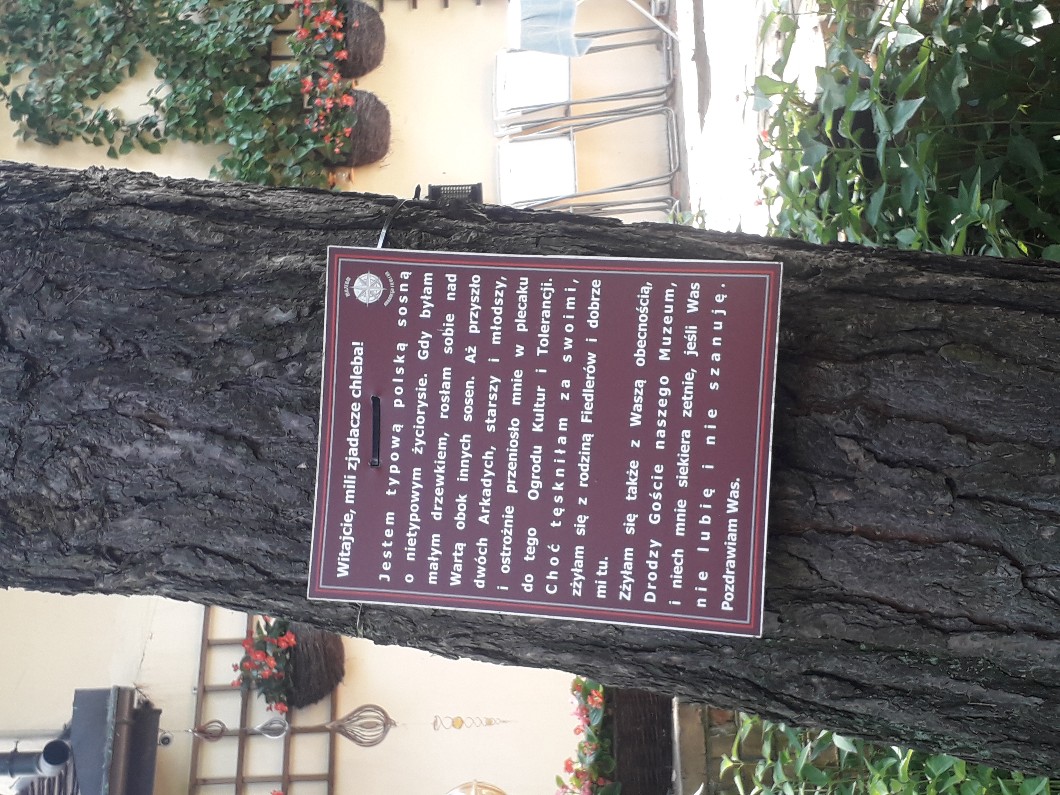 Witajcie, mili zjadacze chleba!
Jestem typową polską sosną
o nietypowym życiorysie. Gdy byłam
małym drzewkiem, rosłam sobie nad
Wartą obok innych sosen. Aż przyszło
dwóch Arkadych, starszy i młodszy,
i ostrożnie przeniosło mnie w plecaku
do tego Ogrodu Kultur i Tolerancji.
Choć tęskniłam za swoimi,
zżyłam się z rodziną Fiedlerów i dobrze
mi tu.
Zżyłam się także z Waszą obecnością,
Drodzy Goście naszego Muzeum,
i niech mnie siekiera zetnie, jeśli Was
nie lubię i nie szanuję.
Pozdrawiam Was.